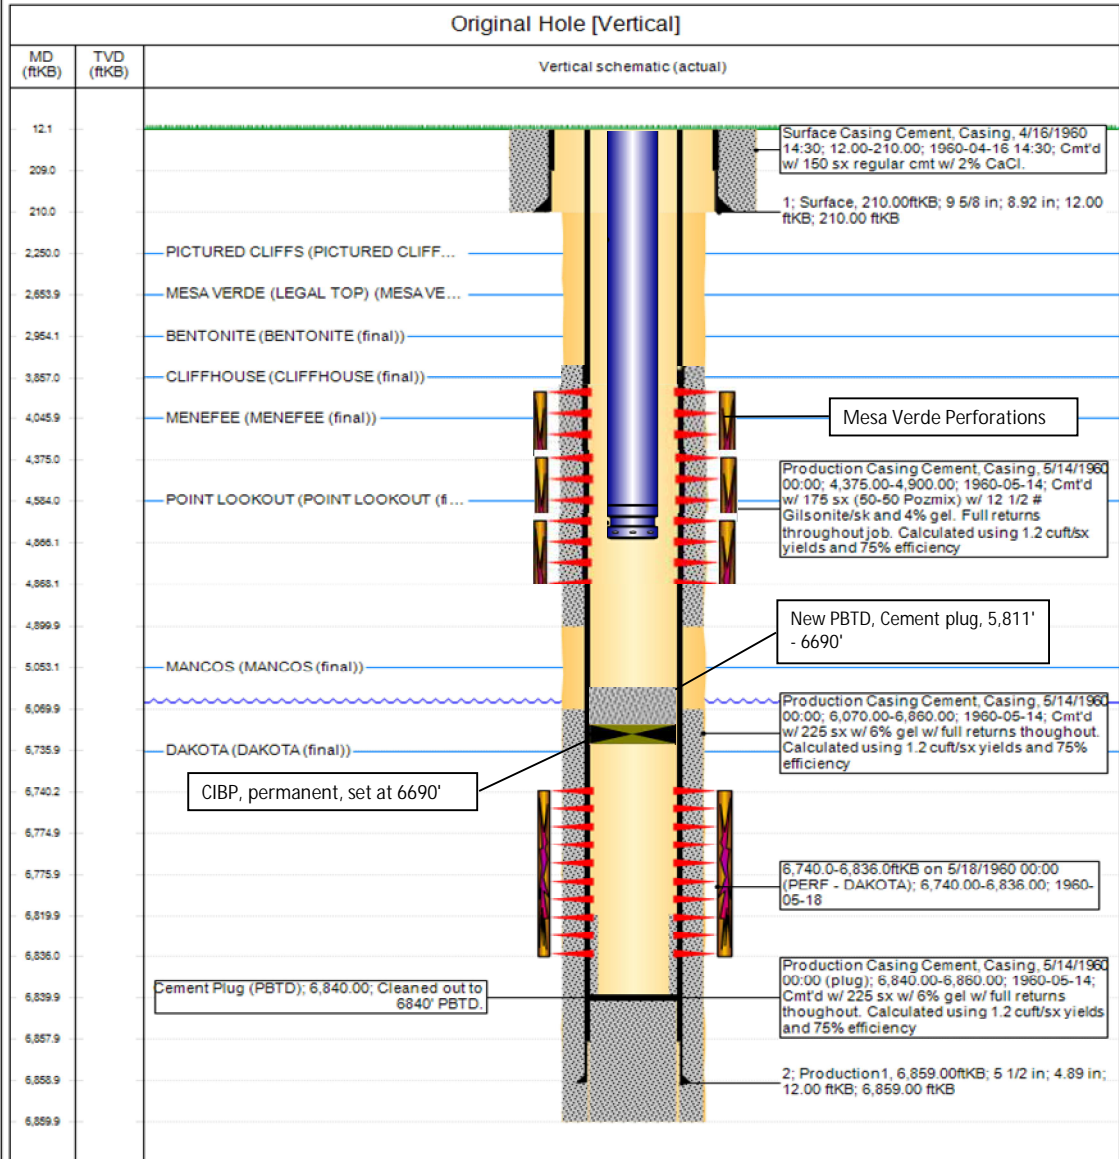 Original Hole [Vertical]
MD
(ftKB)
TVD
(ftKB)
Vertical schematic (actual)
12.1
Surface Casing Cement, Casing, 4/16/1960
14:30; 12.00-210.00; 1960-04-16 14:30; Cmt'd
w/ 150 sx regular cmt w/ 2% CaCl.
209.0
210.0
1; Surface, 210.00ftKB; 9 5/8 in; 8.92 in; 12.00
ftKB; 210.00 ftKB
2,250.0
PICTURED CLIFFS (PICTURED CLIFF...
2,653.9
MESA VERDE (LEGAL TOP) (MESA VE...
2,954.1
BENTONITE (BENTONITE (final))
3,857.0
CLIFFHOUSE (CLIFFHOUSE (final))
4,045.9
MENEFEE (MENEFEE (final))
Mesa Verde Perforations
4,375.0
Production Casing Cement, Casing, 5/14/1960
00:00; 4,375.00-4,900.00; 1960-05-14; Cmt'd
w/ 175 sx (50-50 Pozmix) w/ 12 1/2 #
Gilsonite/sk and 4% gel. Full returns
throughout job. Calculated using 1.2 cuft/sx
yields and 75% efficiency
4,584.0
POINT LOOKOUT (POINT LOOKOUT (fi...
4,866.1
4,868.1
4,899.9
New PBTD, Cement plug, 5,811'
- 6690'
5,053.1
MANCOS (MANCOS (final))
6,069.9
Production Casing Cement, Casing, 5/14/1960
00:00; 6,070.00-6,860.00; 1960-05-14; Cmt'd
w/ 225 sx w/ 6% gel w/ full returns thoughout.
Calculated using 1.2 cuft/sx yields and 75%
efficiency
6,735.9
DAKOTA (DAKOTA (final))
CIBP, permanent, set at 6690'
6,740.2
6,774.9
6,775.9
6,740.0-6,836.0ftKB on 5/18/1960 00:00
(PERF - DAKOTA); 6,740.00-6,836.00; 1960-
05-18
6,819.9
6,836.0
Cement Plug (PBTD); 6,840.00; Cleaned out to
6840' PBTD.
6,839.9
Production Casing Cement, Casing, 5/14/1960
00:00 (plug); 6,840.00-6,860.00; 1960-05-14;
Cmt'd w/ 225 sx w/ 6% gel w/ full returns
thoughout. Calculated using 1.2 cuft/sx yields
and 75% efficiency
6,857.9
6,858.9
2; Production1, 6,859.00ftKB; 5 1/2 in; 4.89 in;
12.00 ftKB; 6,859.00 ftKB
6,859.9